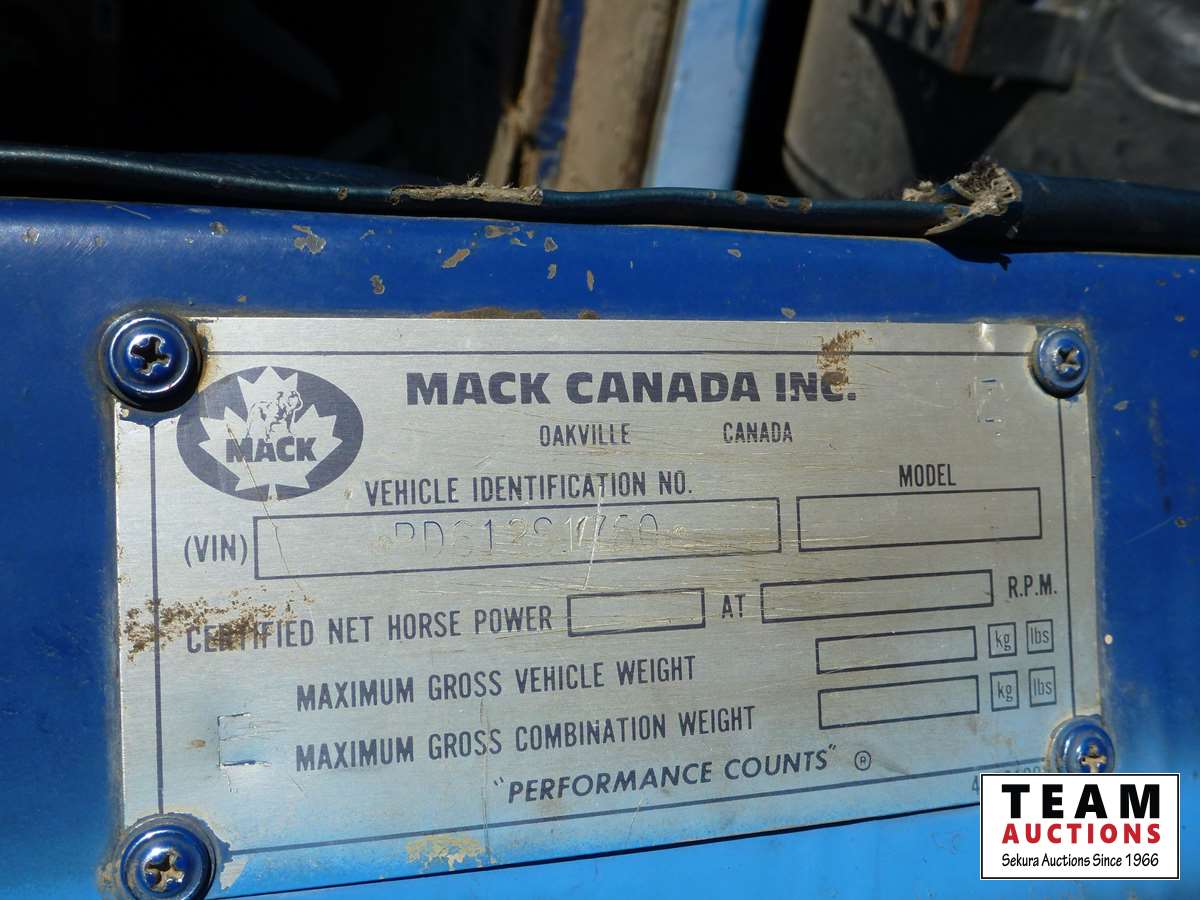 MACK CANADA INC.
OAKVILLE CANADA
MACK
VEHICLE IDENTIFICATION NO.
MODEL
(VIN)
CERTIFIED NET HORSE POWER AT R.P.M.
MAXIMUM GROSS VEHICLE WEIGHT kg lbs
MAXIMUM GROSS COMBINATION WEIGHT kg lbs
"PERFORMANCE COUNTS" ®
TEAM
AUCTIONS
Sekura Auctions Since 1966